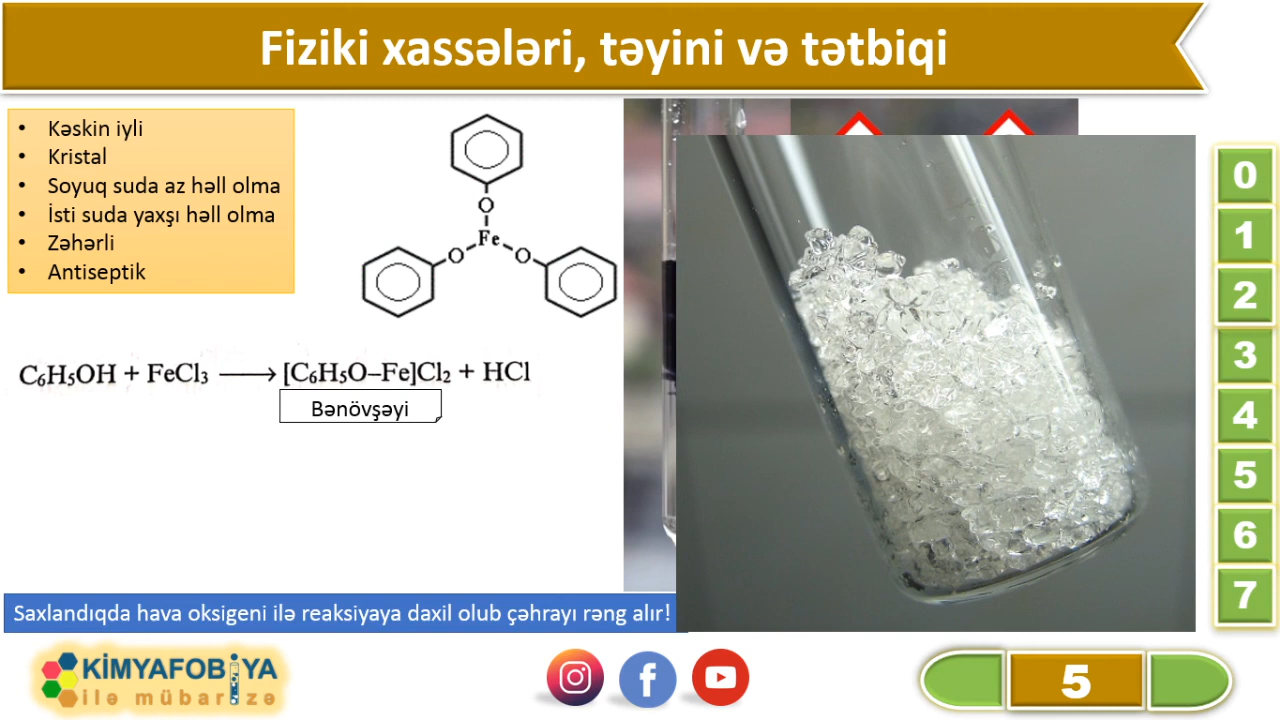 Fiziki xassələri, təyini və tətbiqi
• Kəskin iyli
• Kristal
• Soyuq suda az həll olma
• İsti suda yaxşı həll olma
• Zəhərli
• Antiseptik
O
Fe
O
O
C₆H₅OH + FeCl₃ ⟶ [C₆H₅O–Fe]Cl₂ + HCl
Bənövşəyi
Saxlandıqda hava oksigeni ilə reaksiyaya daxil olub çəhrayı rəng alır!
0
1
2
3
4
5
6
7
KİMYAFOBİYA
ilə mübarizə
5